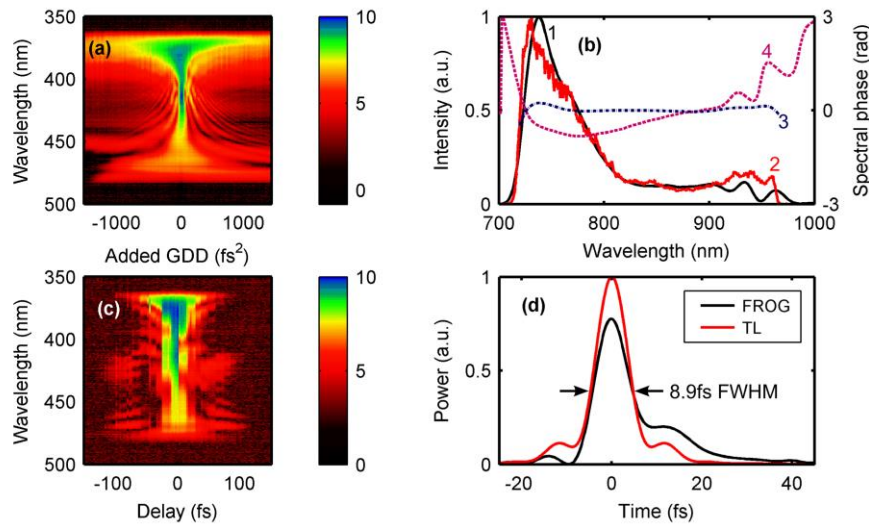 350
400
450
500
Wavelength (nm)
(a)
-1000 0 1000
Added GDD (fs²)
10
5
0
1
0.5
0
Intensity (a.u.)
(b)
1
2
3
4
3
0
-3
Spectral phase (rad)
700 800 900 1000
Wavelength (nm)
350
400
450
500
Wavelength (nm)
(c)
-100 0 100
Delay (fs)
10
5
0
1
0.5
0
Power (a.u.)
(d)
FROG
TL
8.9fs FWHM
-20 0 20 40
Time (fs)